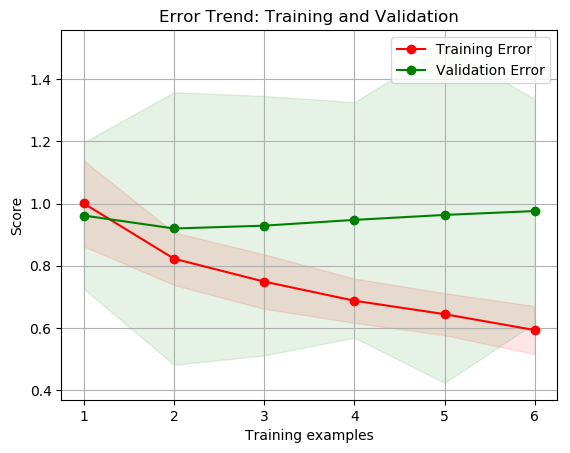 Error Trend: Training and Validation
Training Error
Validation Error
Score
1.4
1.2
1.0
0.8
0.6
0.4
1 2 3 4 5 6
Training examples